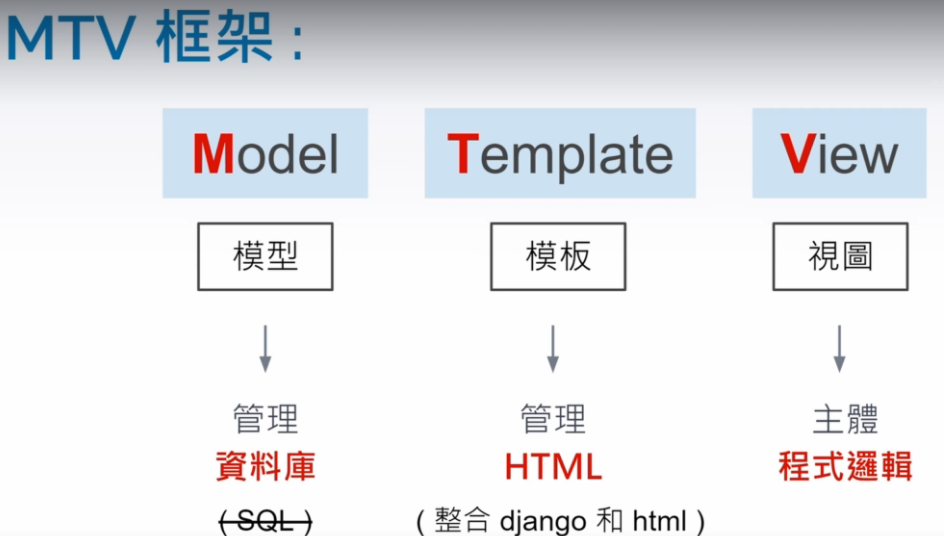 MTV 框架：
Model Template View
模型 模板 視圖
管理 管理 主體
資料庫 HTML 程式邏輯
( SQL ) ( 整合 django 和 html )